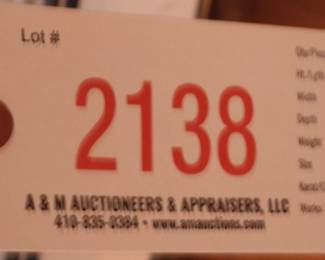 Lot #
2138
A & M AUCTIONEERS & APPRAISERS, LLC
410-835-0384 • www.amauctions.com
Width
Depth
Weight
Size